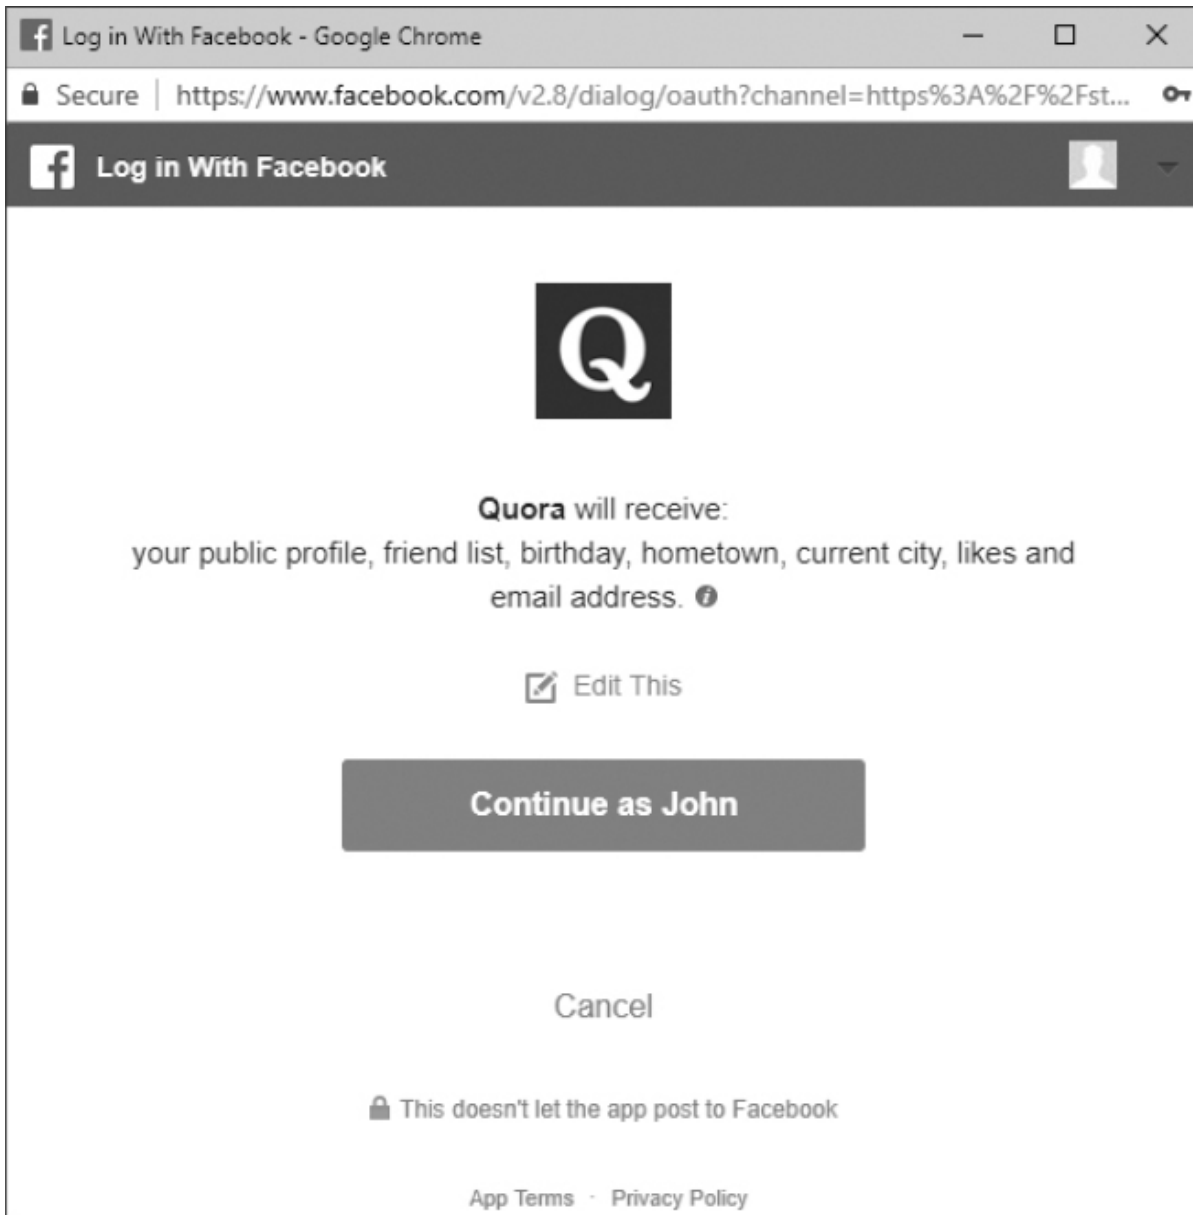 Log in With Facebook - Google Chrome
Secure | https://www.facebook.com/v2.8/dialog/oauth?channel=https%3A%2F%2Fst...
Log in With Facebook
Q
Quora will receive:
your public profile, friend list, birthday, hometown, current city, likes and
email address.
Edit This
Continue as John
Cancel
This doesn't let the app post to Facebook
App Terms · Privacy Policy